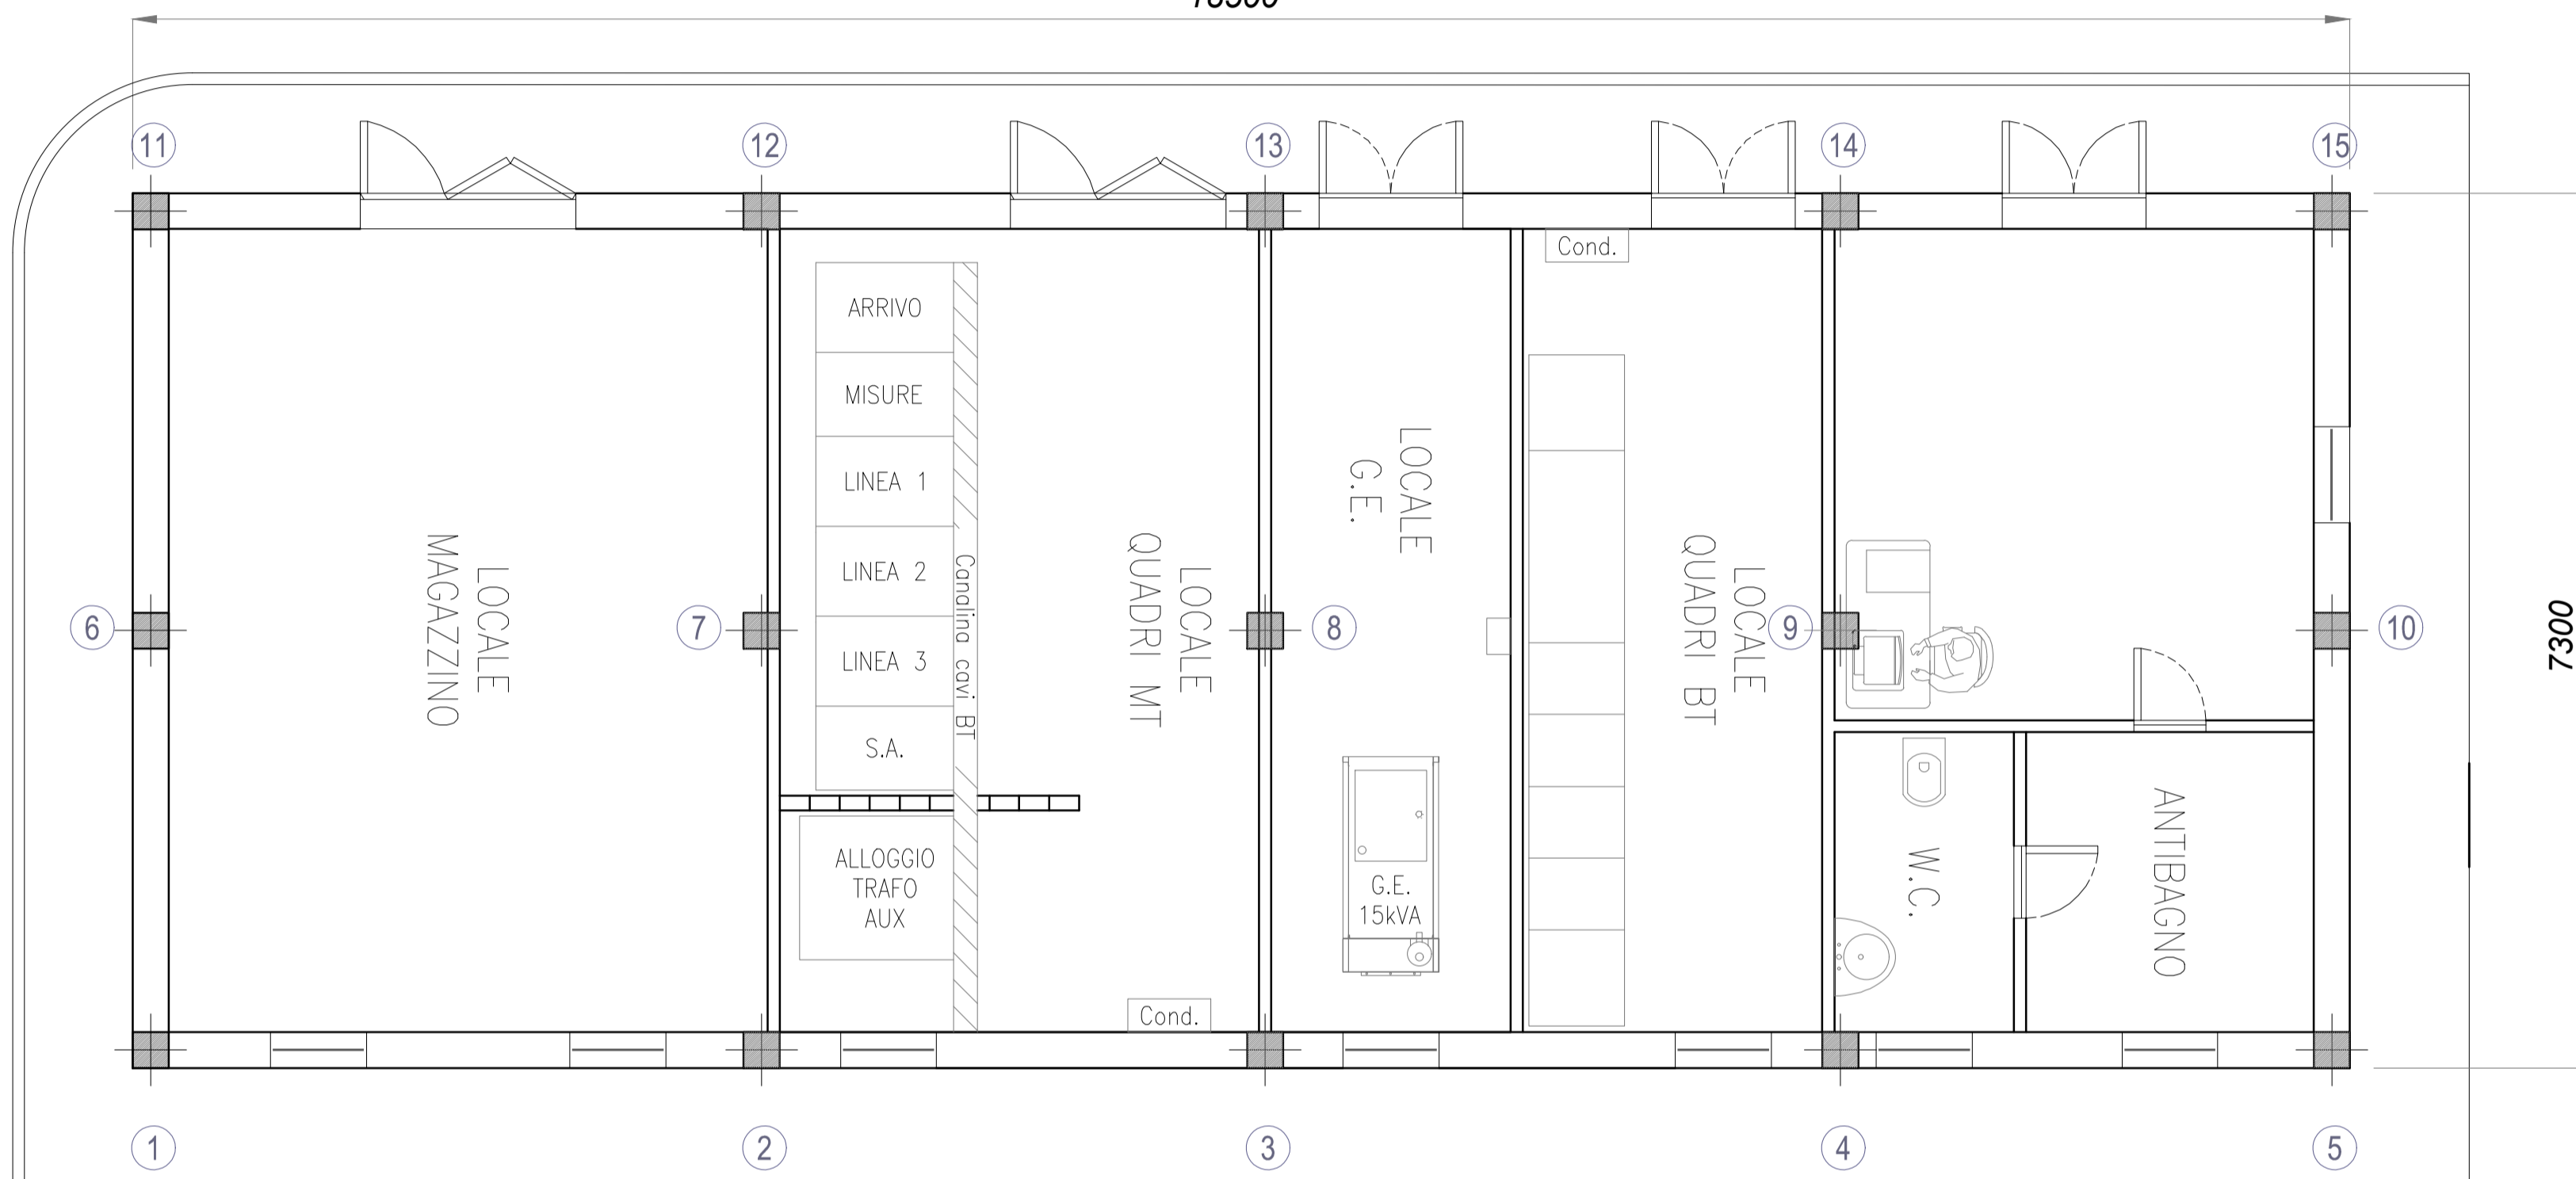 11
12
13
14
15
Cond.
ARRIVO
MISURE
LINEA 1
LINEA 2
LINEA 3
S.A.
Canalina cavi BT
ALLOGGIO
TRAFO
AUX
Cond.
LOCALE
MAGAZZINO
LOCALE
QUADRI MT
LOCALE
G.E.
G.E.
15kVA
LOCALE
QUADRI BT
W.C.
ANTIBAGNO
6
7
8
9
10
7300
1
2
3
4
5